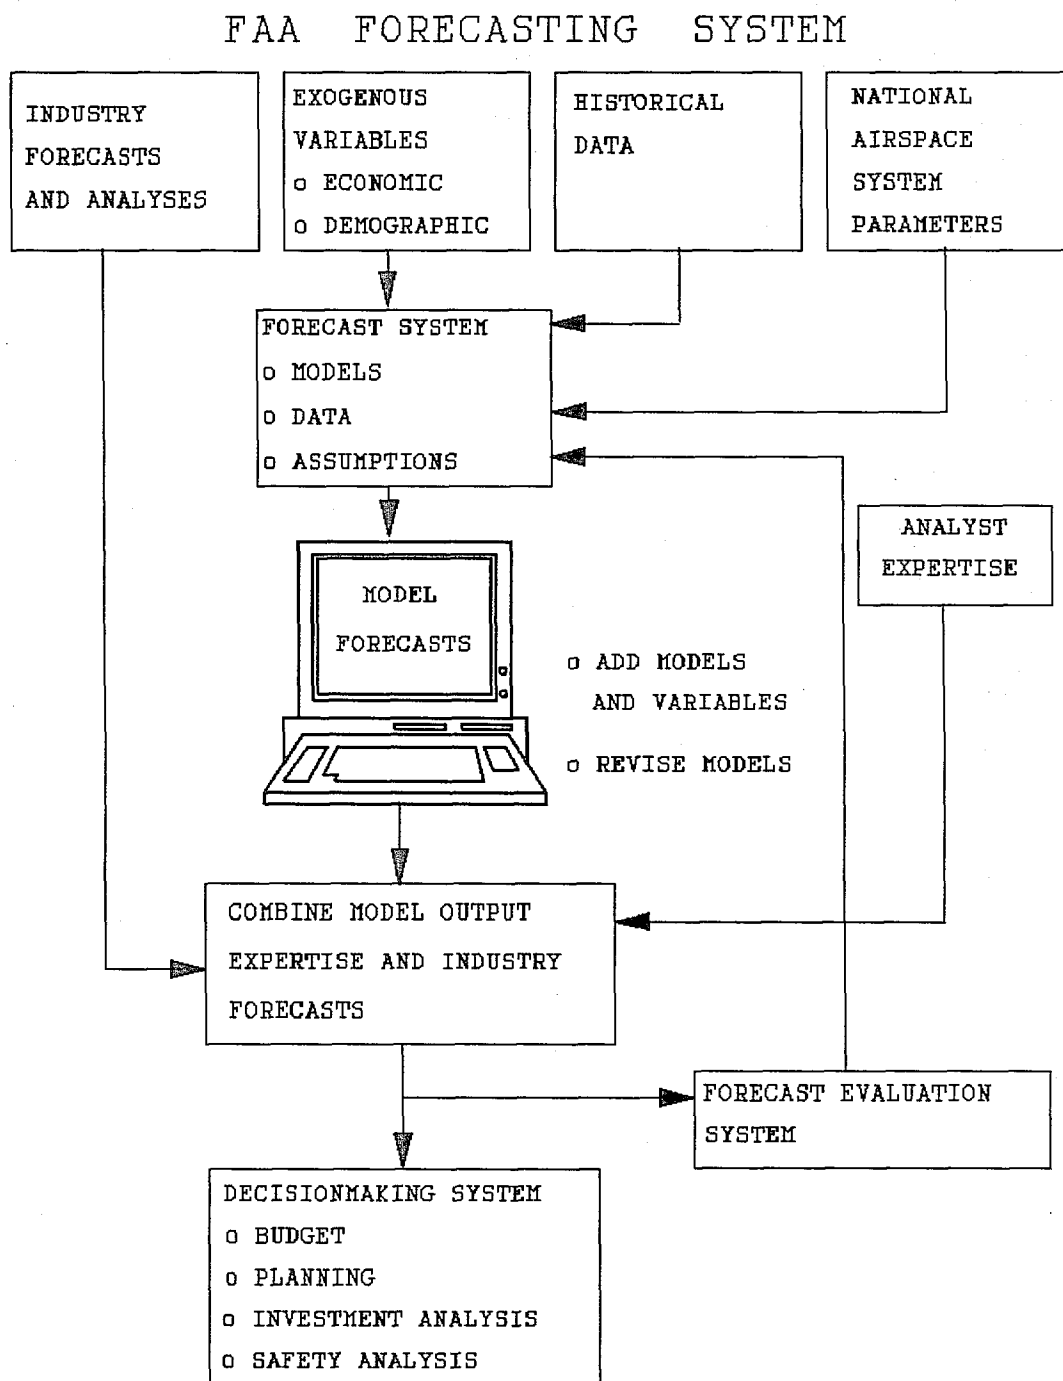 FAA FORECASTING SYSTEM
INDUSTRY
FORECASTS
AND ANALYSES
EXOGENOUS
VARIABLES
o ECONOMIC
o DEMOGRAPHIC
HISTORICAL
DATA
NATIONAL
AIRSPACE
SYSTEM
PARAMETERS
FORECAST SYSTEM
o MODELS
o DATA
o ASSUMPTIONS
ANALYST
EXPERTISE
MODEL
FORECASTS
o ADD MODELS
AND VARIABLES
o REVISE MODELS
COMBINE MODEL OUTPUT
EXPERTISE AND INDUSTRY
FORECASTS
FORECAST EVALUATION
SYSTEM
DECISIONMAKING SYSTEM
o BUDGET
o PLANNING
o INVESTMENT ANALYSIS
o SAFETY ANALYSIS